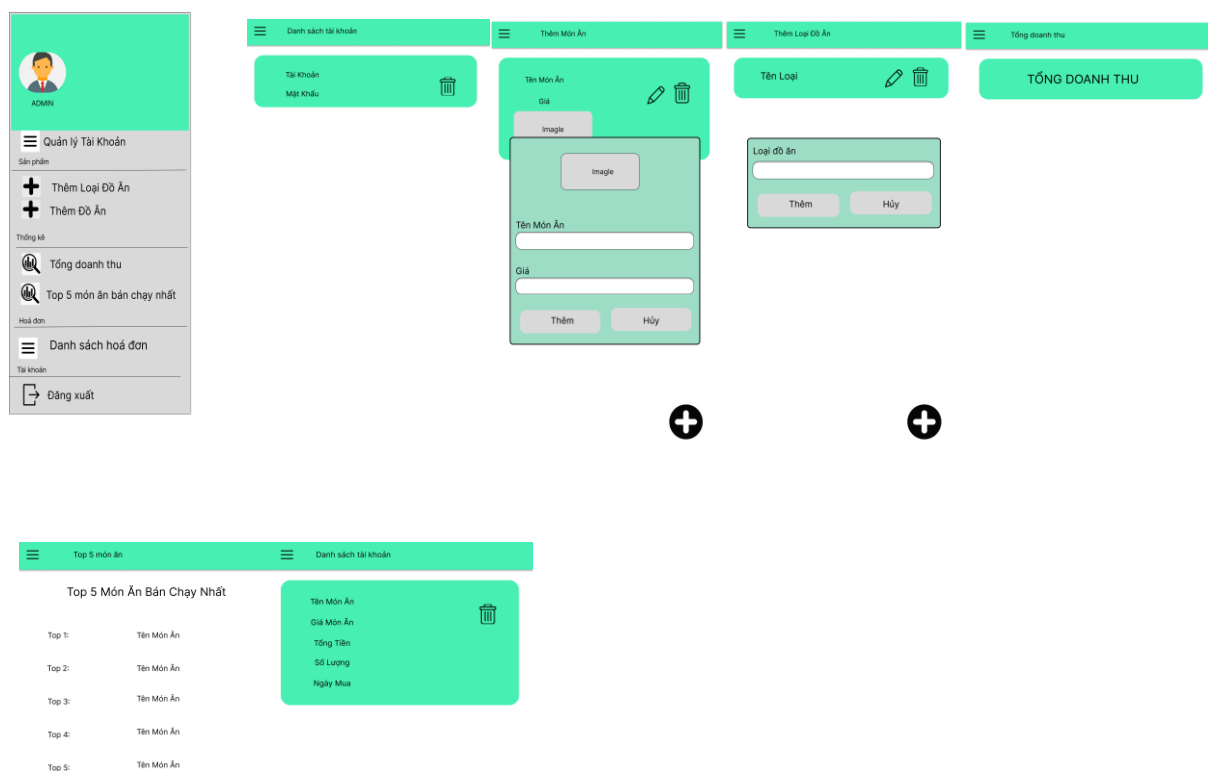 ADMIN
Quản lý Tài Khoản
Sản phẩm
Thêm Loại Đồ Ăn
Thêm Đồ Ăn
Thống kê
Tổng doanh thu
Top 5 món ăn bán chạy nhất
Hoá đơn
Danh sách hoá đơn
Tài khoản
Đăng xuất
Danh sách tài khoản
Tài Khoản
Mật Khẩu
Thêm Món Ăn
Tên Món Ăn
Giá
Imagle
Imagle
Tên Món Ăn
Giá
Thêm
Hủy
Thêm Loại Đồ Ăn
Tên Loại
Loại đồ ăn
Thêm
Hủy
Tổng doanh thu
TỔNG DOANH THU
Top 5 món ăn
Top 5 Món Ăn Bán Chạy Nhất
Top 1: Tên Món Ăn
Top 2: Tên Món Ăn
Top 3: Tên Món Ăn
Top 4: Tên Món Ăn
Top 5: Tên Món Ăn
Danh sách tài khoản
Tên Món Ăn
Giá Món Ăn
Tổng Tiền
Số Lượng
Ngày Mua